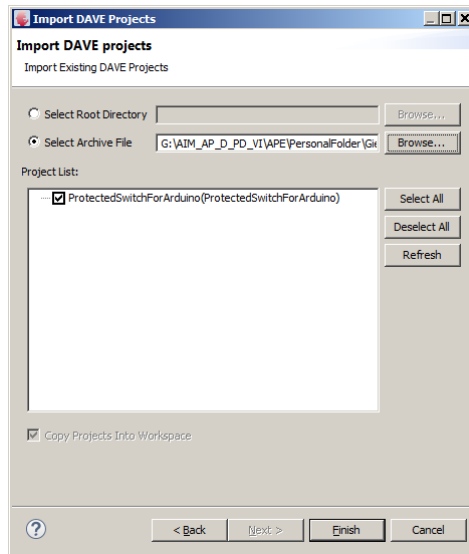 Import DAVE Projects
Import DAVE projects
Import Existing DAVE Projects
Select Root Directory
Browse...
Select Archive File
G:\AIM_AP_D_PD_VI\APE\PersonalFolder\Gie
Browse...
Project List:
ProtectedSwitchForArduino(ProtectedSwitchForArduino)
Select All
Deselect All
Refresh
Copy Projects Into Workspace
?
< Back
Next >
Finish
Cancel